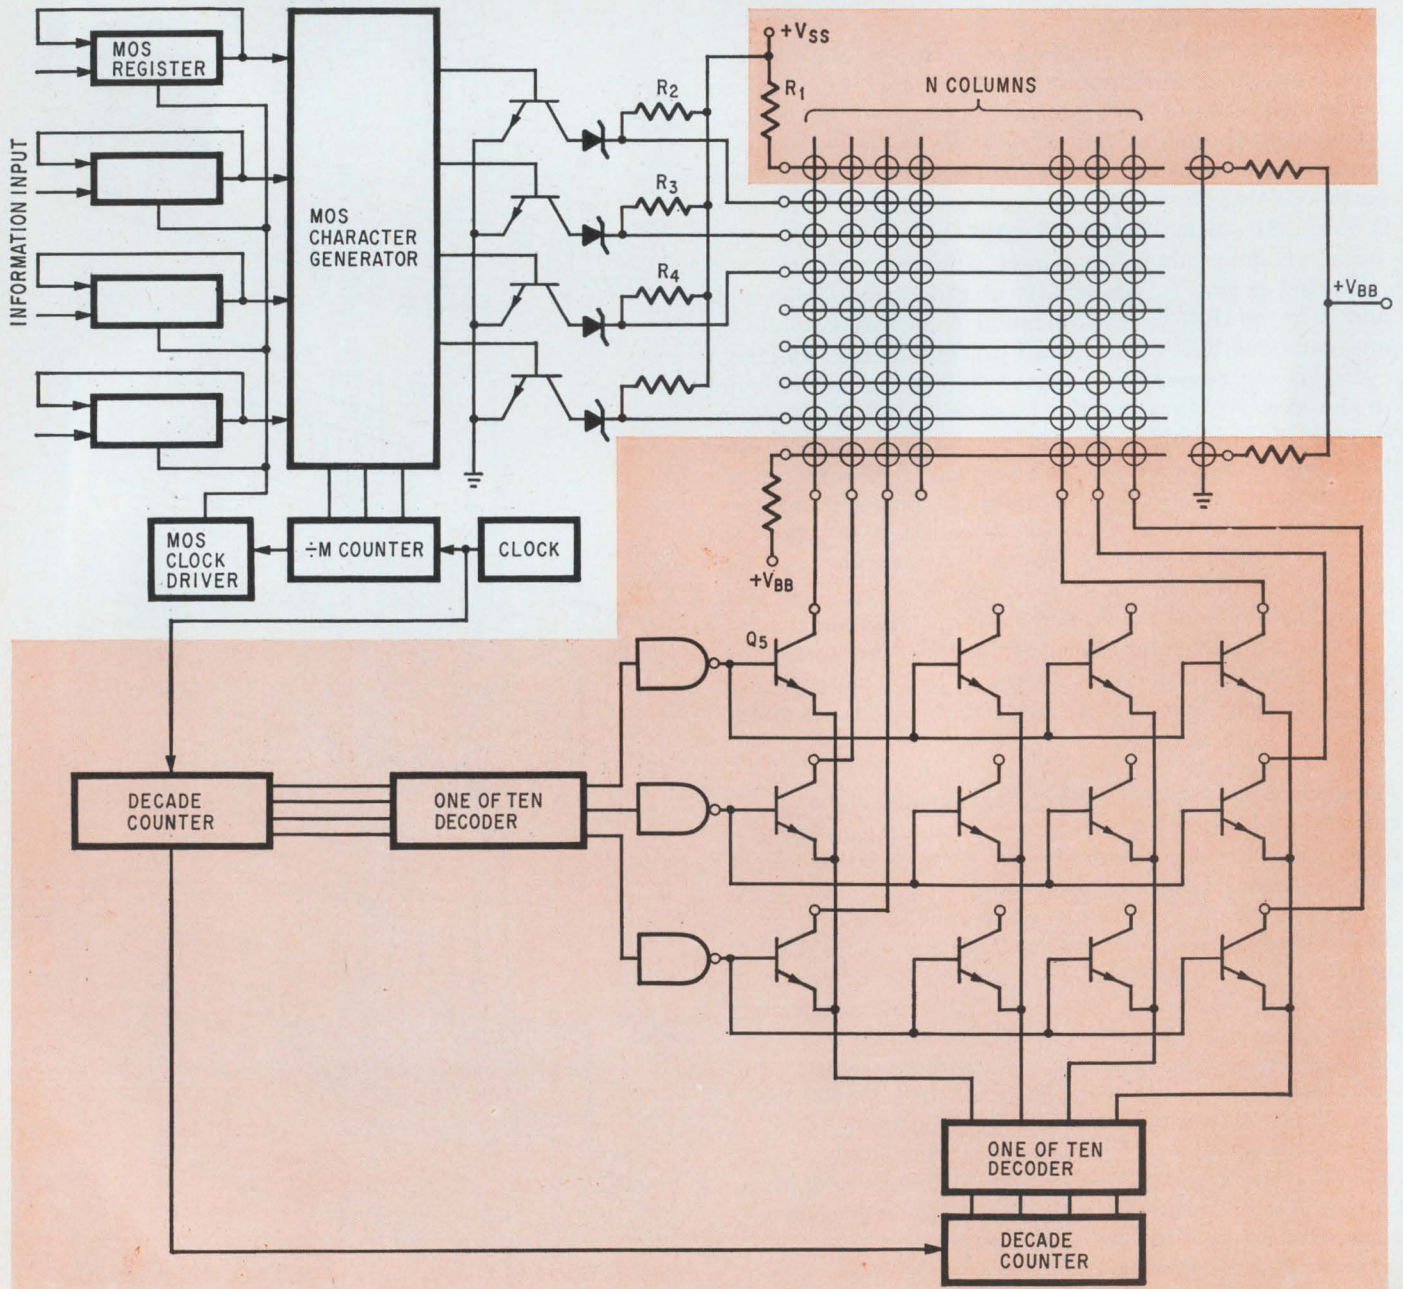 INFORMATION INPUT
MOS
REGISTER
MOS
CHARACTER
GENERATOR
R2
R3
R4
+VSS
R1
N COLUMNS
+VBB
MOS
CLOCK
DRIVER
÷M COUNTER
CLOCK
+VBB
Q5
DECADE
COUNTER
ONE OF TEN
DECODER
ONE OF TEN
DECODER
DECADE
COUNTER